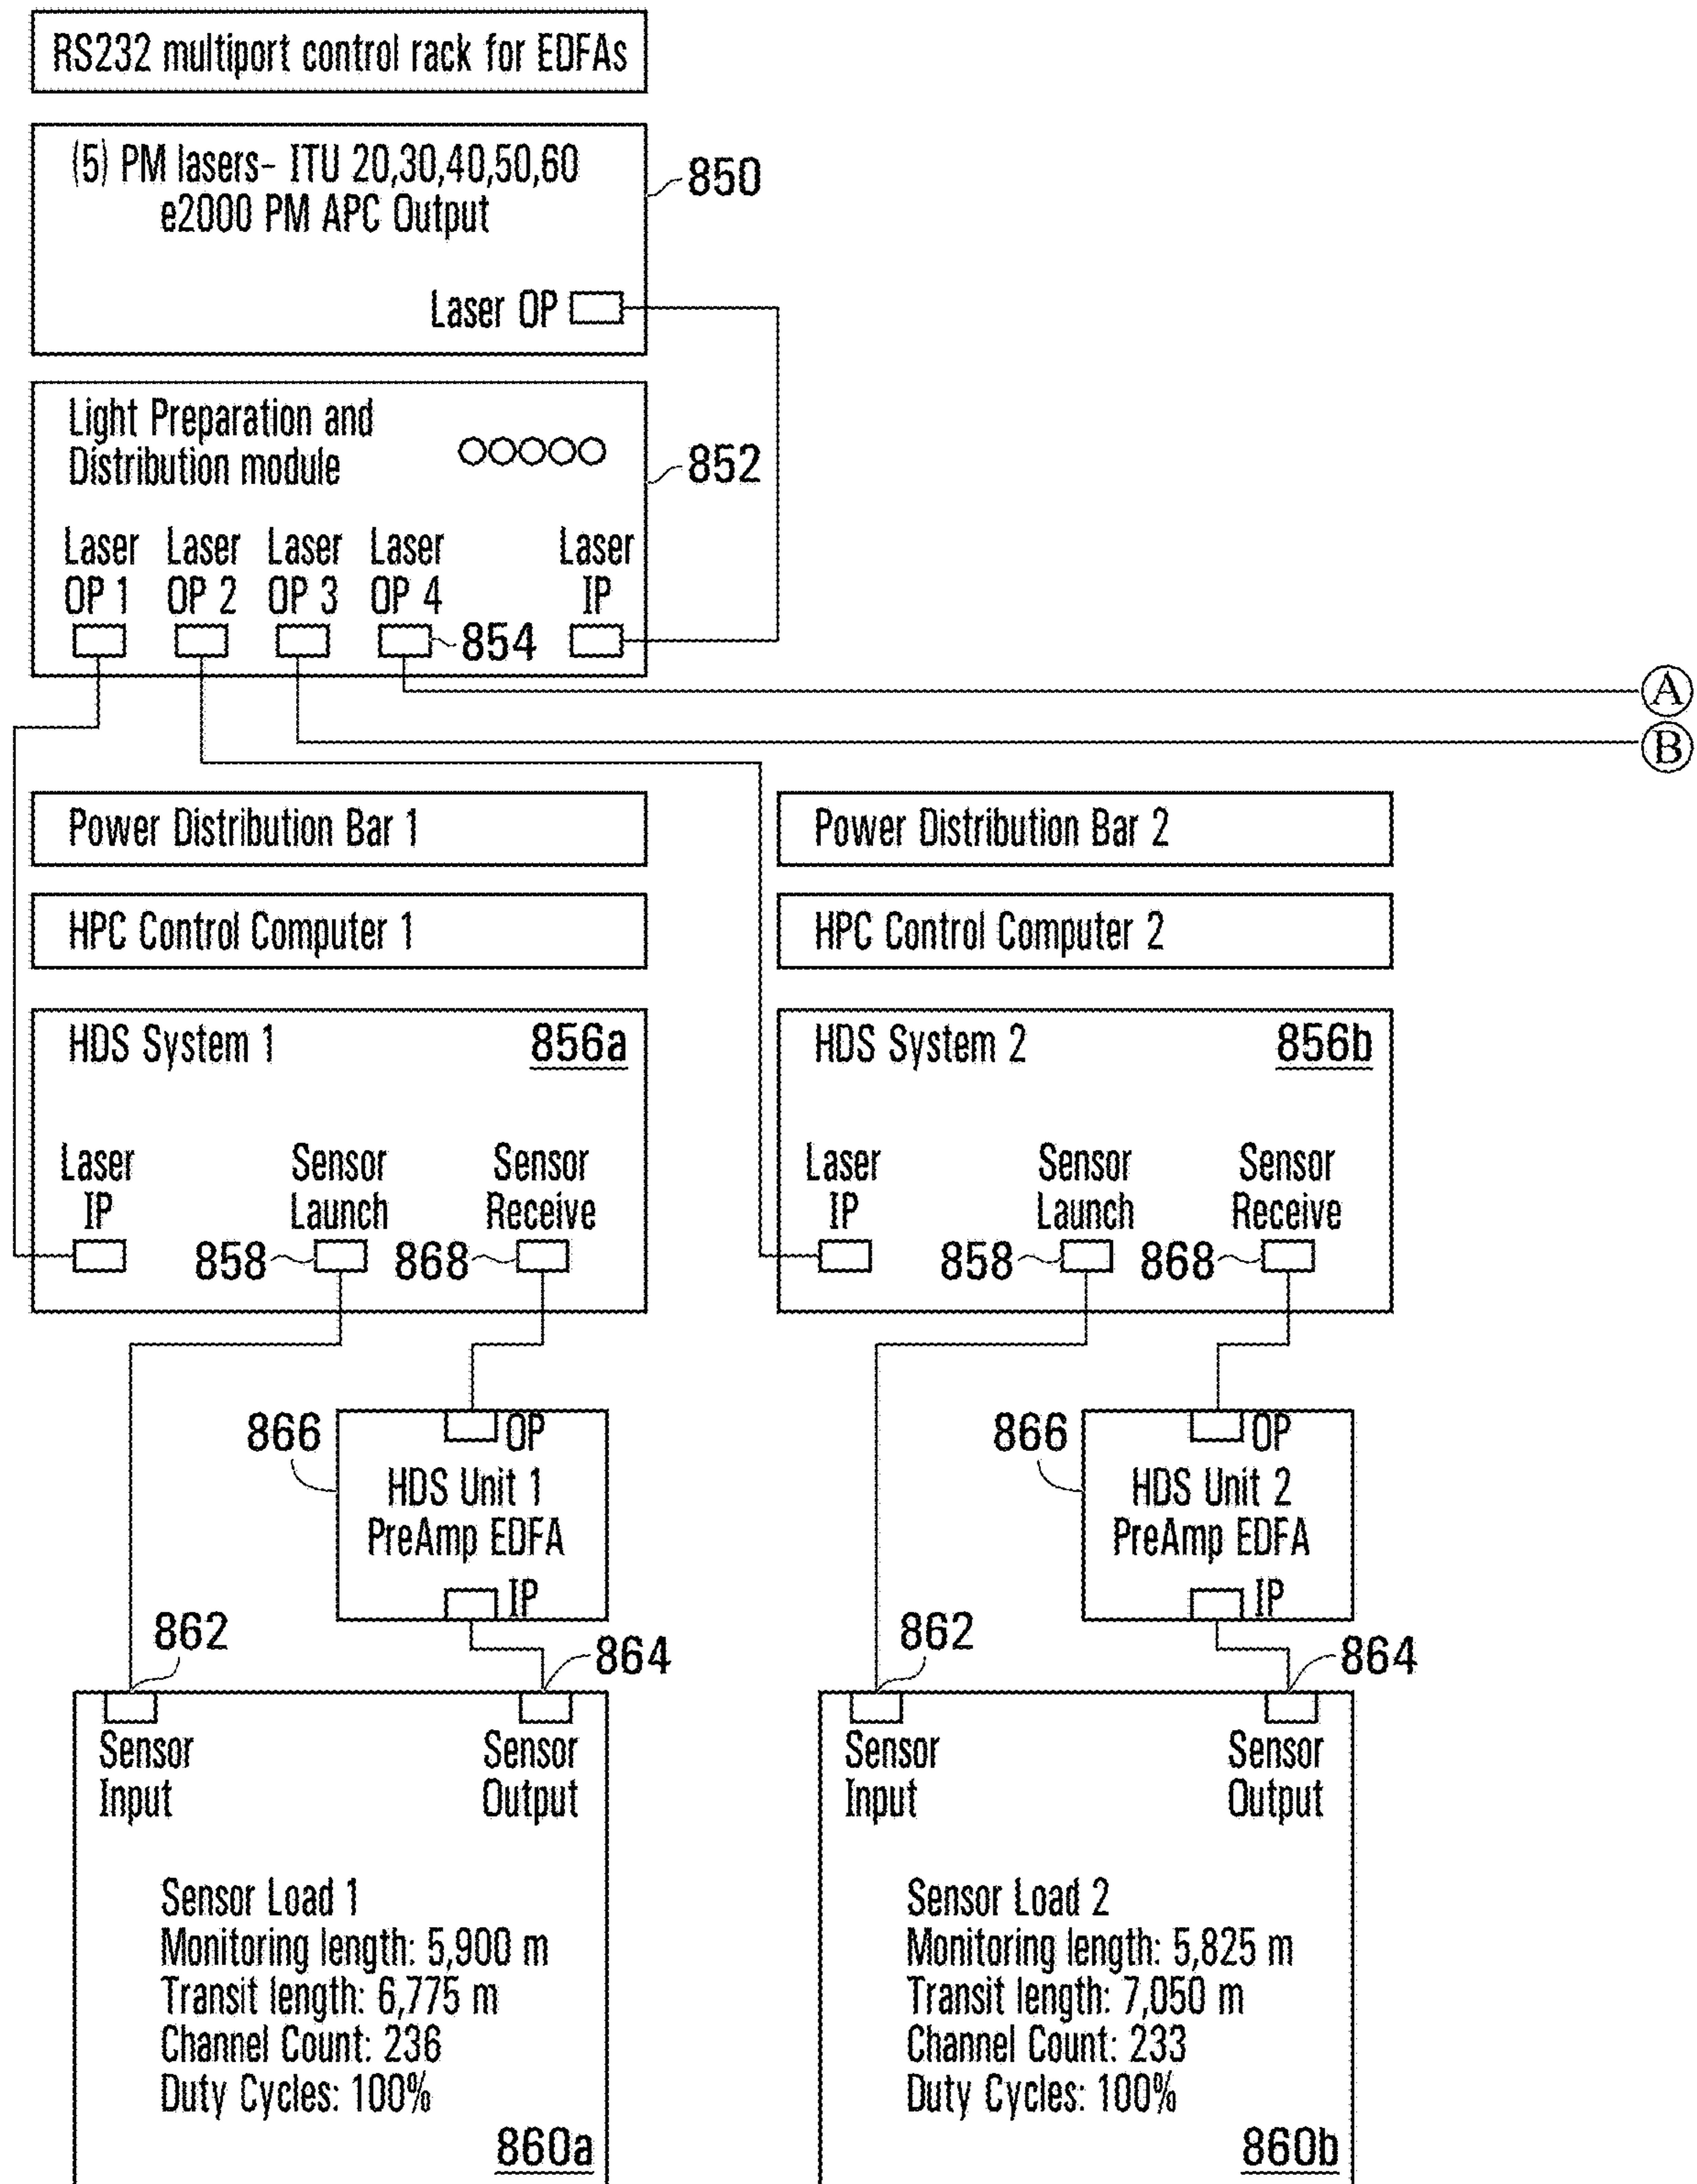 RS232 multiport control rack for EDFAs
(5) PM lasers- ITU 20,30,40,50,60
e2000 PM APC Output
850
Laser OP
Light Preparation and
Distribution module
852
Laser OP 1
Laser OP 2
Laser OP 3
Laser OP 4
Laser IP
854
A
B
Power Distribution Bar 1
Power Distribution Bar 2
HPC Control Computer 1
HPC Control Computer 2
HDS System 1
856a
Laser IP
Sensor Launch
Sensor Receive
858
868
HDS System 2
856b
Laser IP
Sensor Launch
Sensor Receive
858
868
866
OP
HDS Unit 1
PreAmp EDFA
IP
866
OP
HDS Unit 2
PreAmp EDFA
IP
862
864
Sensor Input
Sensor Output
Sensor Load 1
Monitoring length: 5,900 m
Transit length: 6,775 m
Channel Count: 236
Duty Cycles: 100%
860a
862
864
Sensor Input
Sensor Output
Sensor Load 2
Monitoring length: 5,825 m
Transit length: 7,050 m
Channel Count: 233
Duty Cycles: 100%
860b